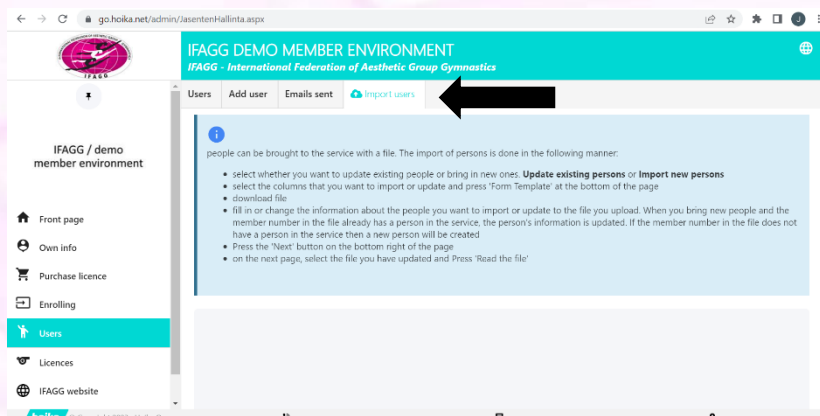 go.hoika.net/admin/JasentenHallinta.aspx
IFAGG
IFAGG DEMO MEMBER ENVIRONMENT
IFAGG - International Federation of Aesthetic Group Gymnastics
Users Add user Emails sent Import users
IFAGG / demo
member environment
Front page
Own info
Purchase licence
Enrolling
Users
Licences
IFAGG website
people can be brought to the service with a file. The import of persons is done in the following manner:
select whether you want to update existing people or bring in new ones. Update existing persons or Import new persons
select the columns that you want to import or update and press 'Form Template' at the bottom of the page
download file
fill in or change the information about the people you want to import or update to the file you upload. When you bring new people and the
member number in the file already has a person in the service, the person's information is updated. If the member number in the file does not
have a person in the service then a new person will be created
Press the 'Next' button on the bottom right of the page
on the next page, select the file you have updated and Press 'Read the file'